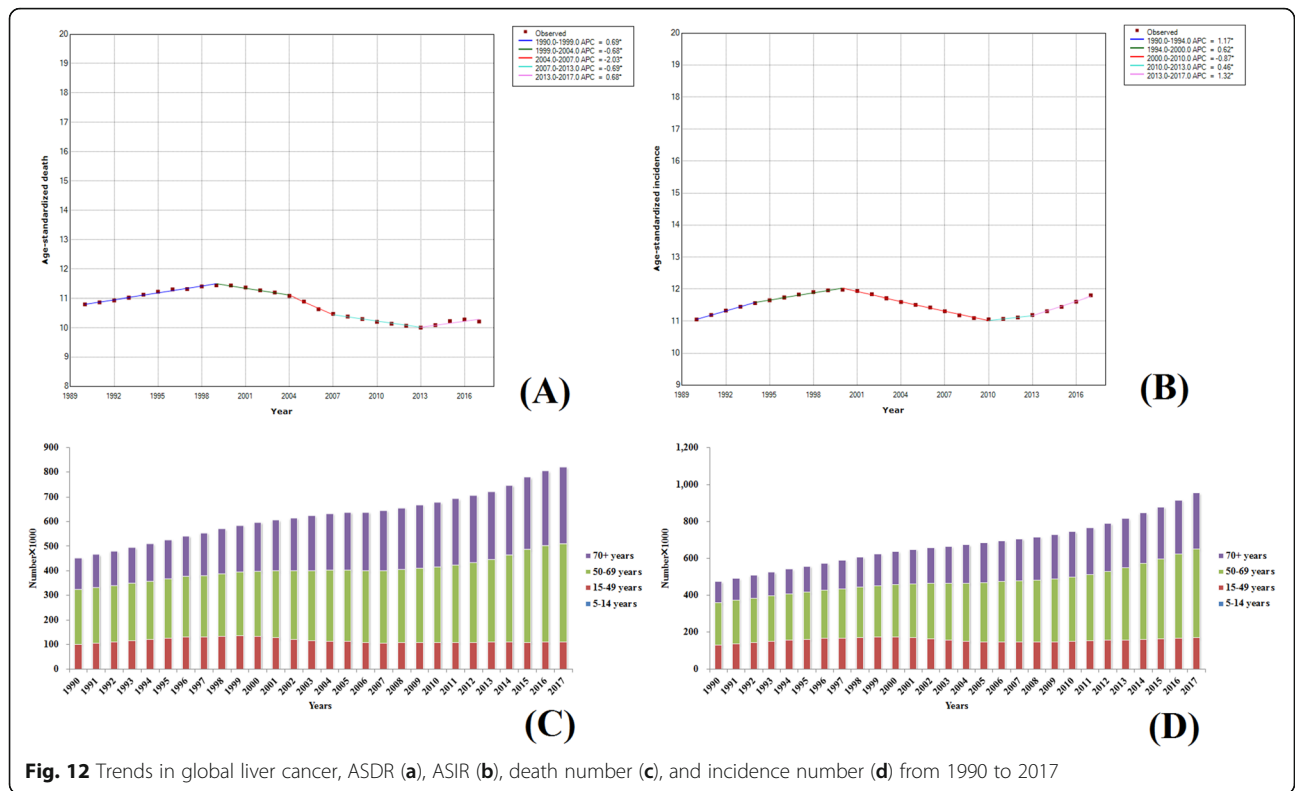 20
19
18
17
16
15
14
13
12
11
10
9
8
Age-standardized death
1989 1992 1995 1998 2001 2004 2007 2010 2013 2016
Year
Observed
1990.0-1999.0 APC = 0.69*
1999.0-2004.0 APC = -0.68*
2004.0-2007.0 APC = -2.03*
2007.0-2013.0 APC = -0.69*
2013.0-2017.0 APC = 0.68*
(A)
20
19
18
17
16
15
14
13
12
11
10
9
Age-standardized incidence
1989 1992 1995 1998 2001 2004 2007 2010 2013 2016
Year
Observed
1990.0-1994.0 APC = 1.17*
1994.0-2000.0 APC = 0.62*
2000.0-2010.0 APC = -0.87*
2010.0-2013.0 APC = 0.46*
2013.0-2017.0 APC = 1.32*
(B)
900
800
700
600
500
400
300
200
100
0
Number×1000
1990 1991 1992 1993 1994 1995 1996 1997 1998 1999 2000 2001 2002 2003 2004 2005 2006 2007 2008 2009 2010 2011 2012 2013 2014 2015 2016 2017
Years
70+ years
50-69 years
15-49 years
5-14 years
(C)
1,200
1,000
800
600
400
200
0
Number×1000
1990 1991 1992 1993 1994 1995 1996 1997 1998 1999 2000 2001 2002 2003 2004 2005 2006 2007 2008 2009 2010 2011 2012 2013 2014 2015 2016 2017
Years
70+ years
50-69 years
15-49 years
5-14 years
(D)
Fig. 12 Trends in global liver cancer, ASDR (a), ASIR (b), death number (c), and incidence number (d) from 1990 to 2017